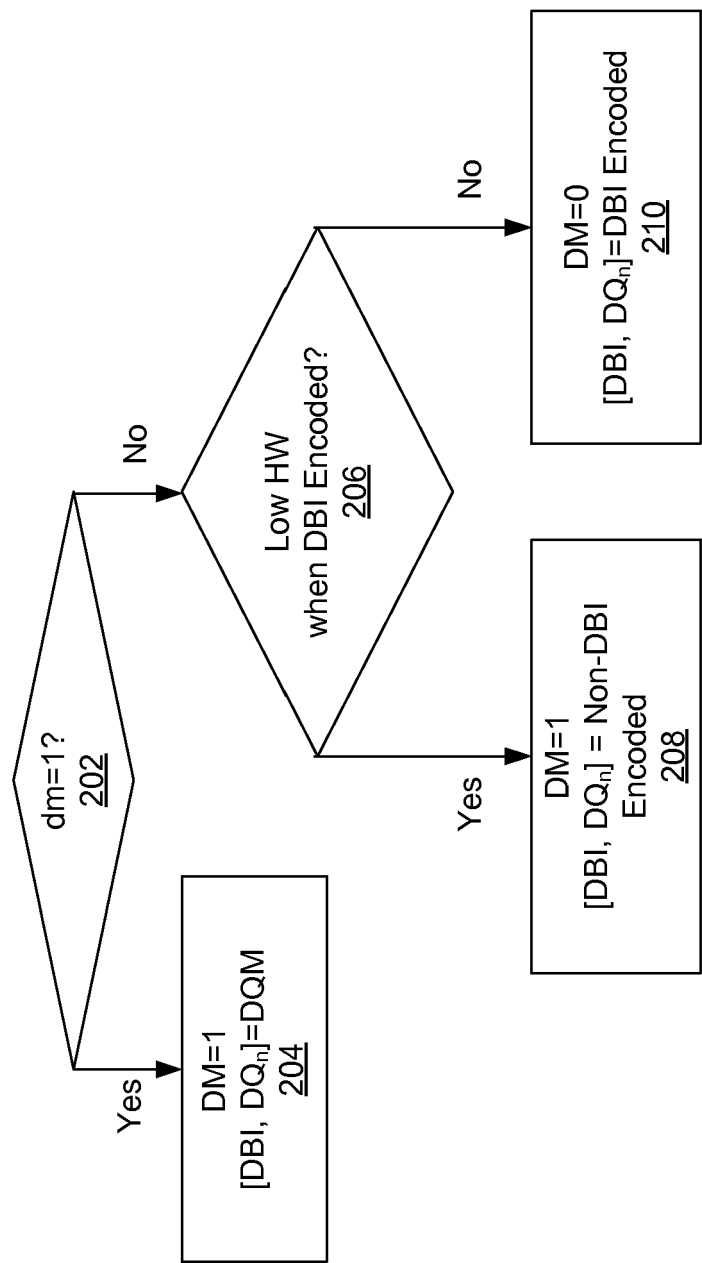 dm=1?
202
Yes
No
DM=1
[DBI, DQn]=DQM
204
Low HW
when DBI Encoded?
206
Yes
No
DM=1
[DBI, DQn] = Non-DBI
Encoded
208
DM=0
[DBI, DQn]=DBI Encoded
210